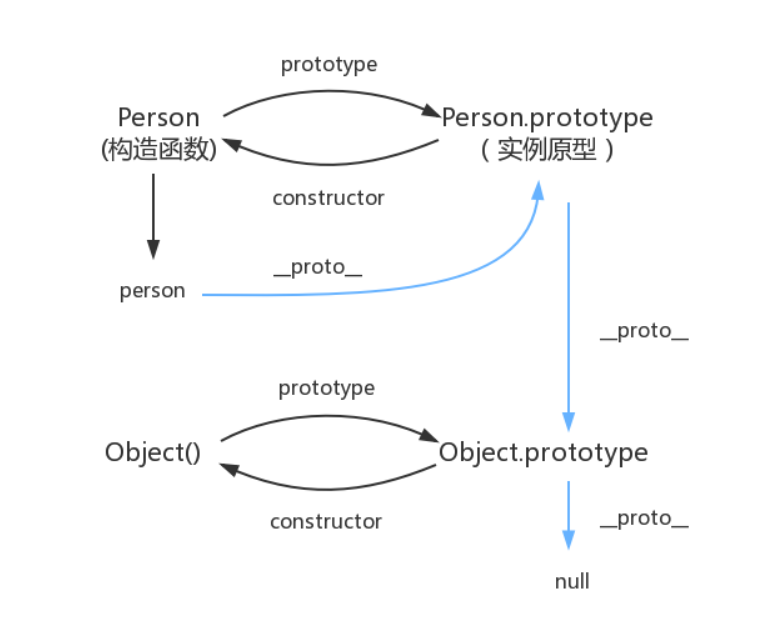 prototype
Person
(构造函数)
Person.prototype
（实例原型）
constructor
__proto__
person
__proto__
prototype
Object()
Object.prototype
constructor
__proto__
null